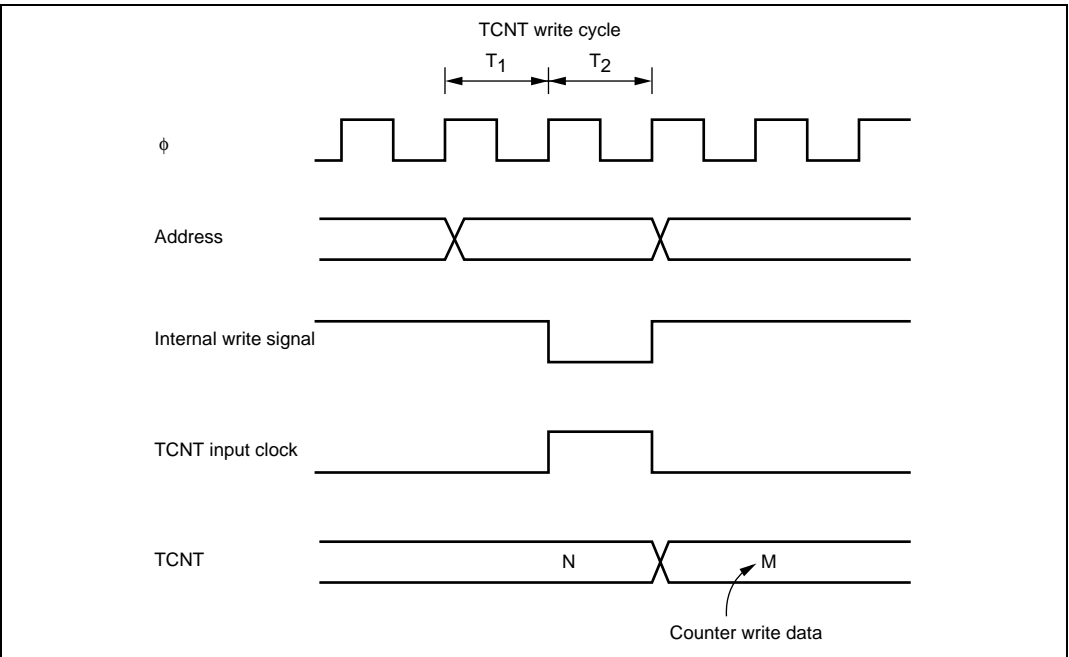 TCNT write cycle
T1 T2
ϕ
Address
Internal write signal
TCNT input clock
TCNT N M
Counter write data